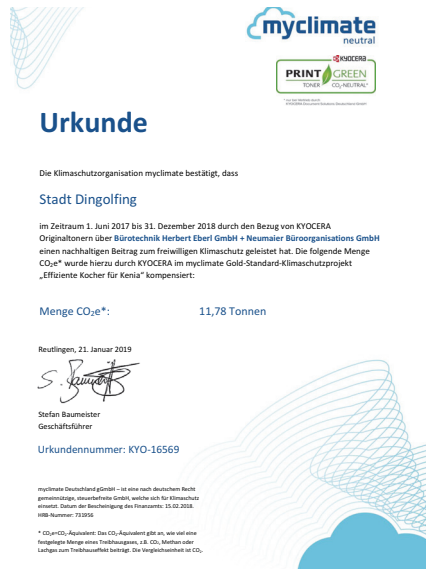 myclimate
neutral
KYOCERA
PRINT GREEN
TONER CO₂-NEUTRAL*
Urkunde
Die Klimaschutzorganisation myclimate bestätigt, dass
Stadt Dingolfing
im Zeitraum 1. Juni 2017 bis 31. Dezember 2018 durch den Bezug von KYOCERA
Originaltonern über Bürotechnik Herbert Eberl GmbH + Neumaier Büroorganisations GmbH
einen nachhaltigen Beitrag zum freiwilligen Klimaschutz geleistet hat. Die folgende Menge
CO₂e* wurde hierzu durch KYOCERA im myclimate Gold-Standard-Klimaschutzprojekt
„Effiziente Kocher für Kenia“ kompensiert:
Menge CO₂e*: 11,78 Tonnen
Reutlingen, 21. Januar 2019
S. Baumeister
Stefan Baumeister
Geschäftsführer
Urkundennummer: KYO-16569
myclimate Deutschland gGmbH – ist eine nach deutschem Recht
gemeinnützige, steuerbefreite GmbH, welche sich für Klimaschutz
einsetzt. Datum der Bescheinigung des Finanzamts: 15.02.2018.
HRB-Nummer: 731956
* CO₂e=CO₂-Äquivalent: Das CO₂-Äquivalent gibt an, wie viel eine
festgelegte Menge eines Treibhausgases, z.B. CO₂, Methan oder
Lachgas zum Treibhauseffekt beiträgt. Die Vergleichseinheit ist CO₂.